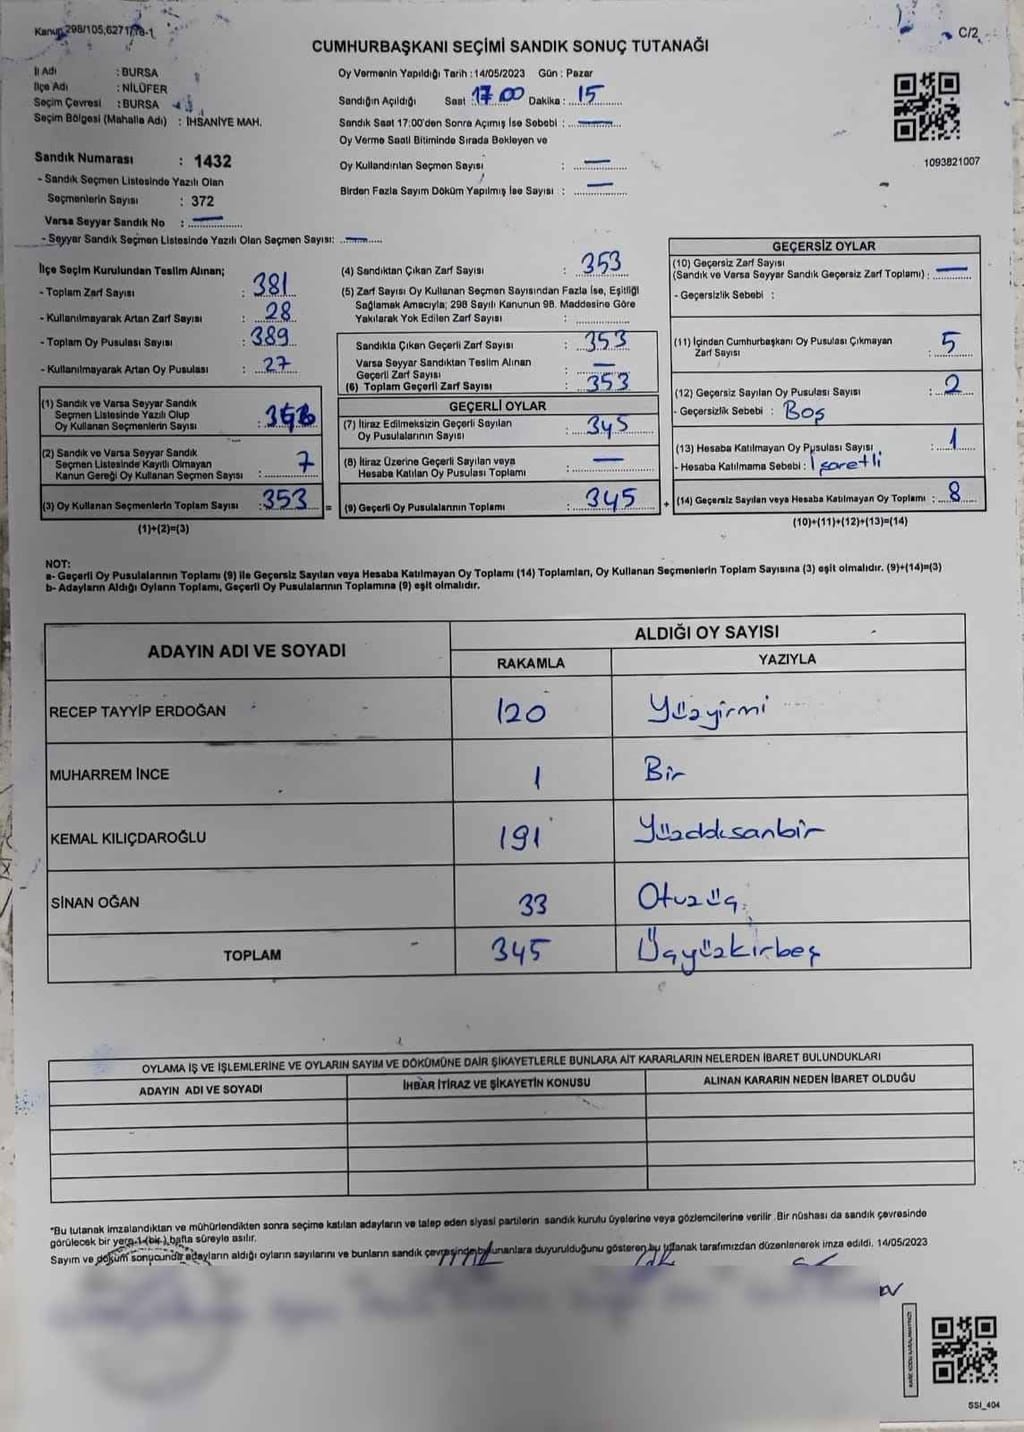 Kanun 298/105,6271/
C/2
CUMHURBAŞKANI SEÇİMİ SANDIK SONUÇ TUTANAĞI
İl Adı : BURSA
İlçe Adı : NİLÜFER
Seçim Çevresi : BURSA
Seçim Bölgesi (Mahalle Adı) : İHSANİYE MAH.
Sandık Numarası : 1432
- Sandık Seçmen Listesinde Yazılı Olan
Seçmenlerin Sayısı : 372
Varsa Seyyar Sandık No :
- Seyyar Sandık Seçmen Listesinde Yazılı Olan Seçmen Sayısı:
Oy Vermenin Yapıldığı Tarih :14/05/2023 Gün : Pazar
Sandığın Açıldığı Saat : 17 00 Dakika : 15
Sandık Saat 17:00'den Sonra Açımış İse Sebebi :
Oy Verme Saati Bitiminde Sırada Bekleyen ve
Oy Kullandırılan Seçmen Sayısı :
Birden Fazla Sayım Döküm Yapılmış İse Sayısı :
1093821007
İlçe Seçim Kurulundan Teslim Alınan;
- Toplam Zarf Sayısı : 381
- Kullanılmayarak Artan Zarf Sayısı : 28
- Toplam Oy Pusulası Sayısı : 389
- Kullanılmayarak Artan Oy Pusulası : 27
(1) Sandık ve Varsa Seyyar Sandık
Seçmen Listesinde Yazılı Olup
Oy Kullanan Seçmenlerin Sayısı :
(2) Sandık ve Varsa Seyyar Sandık
Seçmen Listesinde Kayıtlı Olmayan
Kanun Gereği Oy Kullanan Seçmen Sayısı : 7
(3) Oy Kullanan Seçmenlerin Toplam Sayısı : 353 =
(1)+(2)=(3)
(4) Sandıktan Çıkan Zarf Sayısı : 353
(5) Zarf Sayısı Oy Kullanan Seçmen Sayısından Fazla İse, Eşitliği
Sağlamak Amacıyla; 298 Sayılı Kanunun 98. Maddesine Göre
Yakılarak Yok Edilen Zarf Sayısı :
Sandıkta Çıkan Geçerli Zarf Sayısı : 353
Varsa Seyyar Sandıktan Teslim Alınan
Geçerli Zarf Sayısı :
(6) Toplam Geçerli Zarf Sayısı : 353
GEÇERLİ OYLAR
(7) İtiraz Edilmeksizin Geçerli Sayılan
Oy Pusulalarının Sayısı : 345
(8) İtiraz Üzerine Geçerli Sayılan veya
Hesaba Katılan Oy Pusulası Toplamı :
(9) Geçerli Oy Pusulalarının Toplamı : 345 +
GEÇERSİZ OYLAR
(10) Geçersiz Zarf Sayısı
(Sandık ve Varsa Seyyar Sandık Geçersiz Zarf Toplamı) :
- Geçersizlik Sebebi :
(11) İçinden Cumhurbaşkanı Oy Pusulası Çıkmayan
Zarf Sayısı : 5
(12) Geçersiz Sayılan Oy Pusulası Sayısı : 2
- Geçersizlik Sebebi : Boş
(13) Hesaba Katılmayan Oy Pusulası Sayısı : 1
- Hesaba Katılmama Sebebi : İşaretli
(14) Geçersiz Sayılan veya Hesaba Katılmayan Oy Toplamı : 8
(10)+(11)+(12)+(13)=(14)
NOT:
a- Geçerli Oy Pusulalarının Toplamı (9) ile Geçersiz Sayılan veya Hesaba Katılmayan Oy Toplamı (14) Toplamları, Oy Kullanan Seçmenlerin Toplam Sayısına (3) eşit olmalıdır. (9)+(14)=(3)
b- Adayların Aldığı Oyların Toplamı, Geçerli Oy Pusulalarının Toplamına (9) eşit olmalıdır.
ADAYIN ADI VE SOYADI ALDIĞI OY SAYISI
RAKAMLA YAZIYLA
RECEP TAYYİP ERDOĞAN 120 Yüzyirmi
MUHARREM İNCE 1 Bir
KEMAL KILIÇDAROĞLU 191 Yüzddksanbir
SİNAN OĞAN 33 Otuzüç
TOPLAM 345 Üçyüzkırbeş
OYLAMA İŞ VE İŞLEMLERİNE VE OYLARIN SAYIM VE DÖKÜMÜNE DAİR ŞİKAYETLERLE BUNLARA AİT KARARLARIN NELERDEN İBARET BULUNDUKLARI
ADAYIN ADI VE SOYADI İHBAR İTİRAZ VE ŞİKAYETİN KONUSU ALINAN KARARIN NEDEN İBARET OLDUĞU
*Bu tutanak imzalandıktan ve mühürlendikten sonra seçime katılan adayların ve talep eden siyasi partilerin sandık kurulu üyelerine veya gözlemcilerine verilir .Bir nüshası da sandık çevresinde
görülecek bir yere 1 (bir) hafta süreyle asılır.
Sayım ve döküm sonucunda adayların aldığı oyların sayılarını ve bunların sandık çevresinde bulunanlara duyurulduğunu gösteren bu tutanak tarafımızdan düzenlenerek imza edildi. 14/05/2023
SSI_404